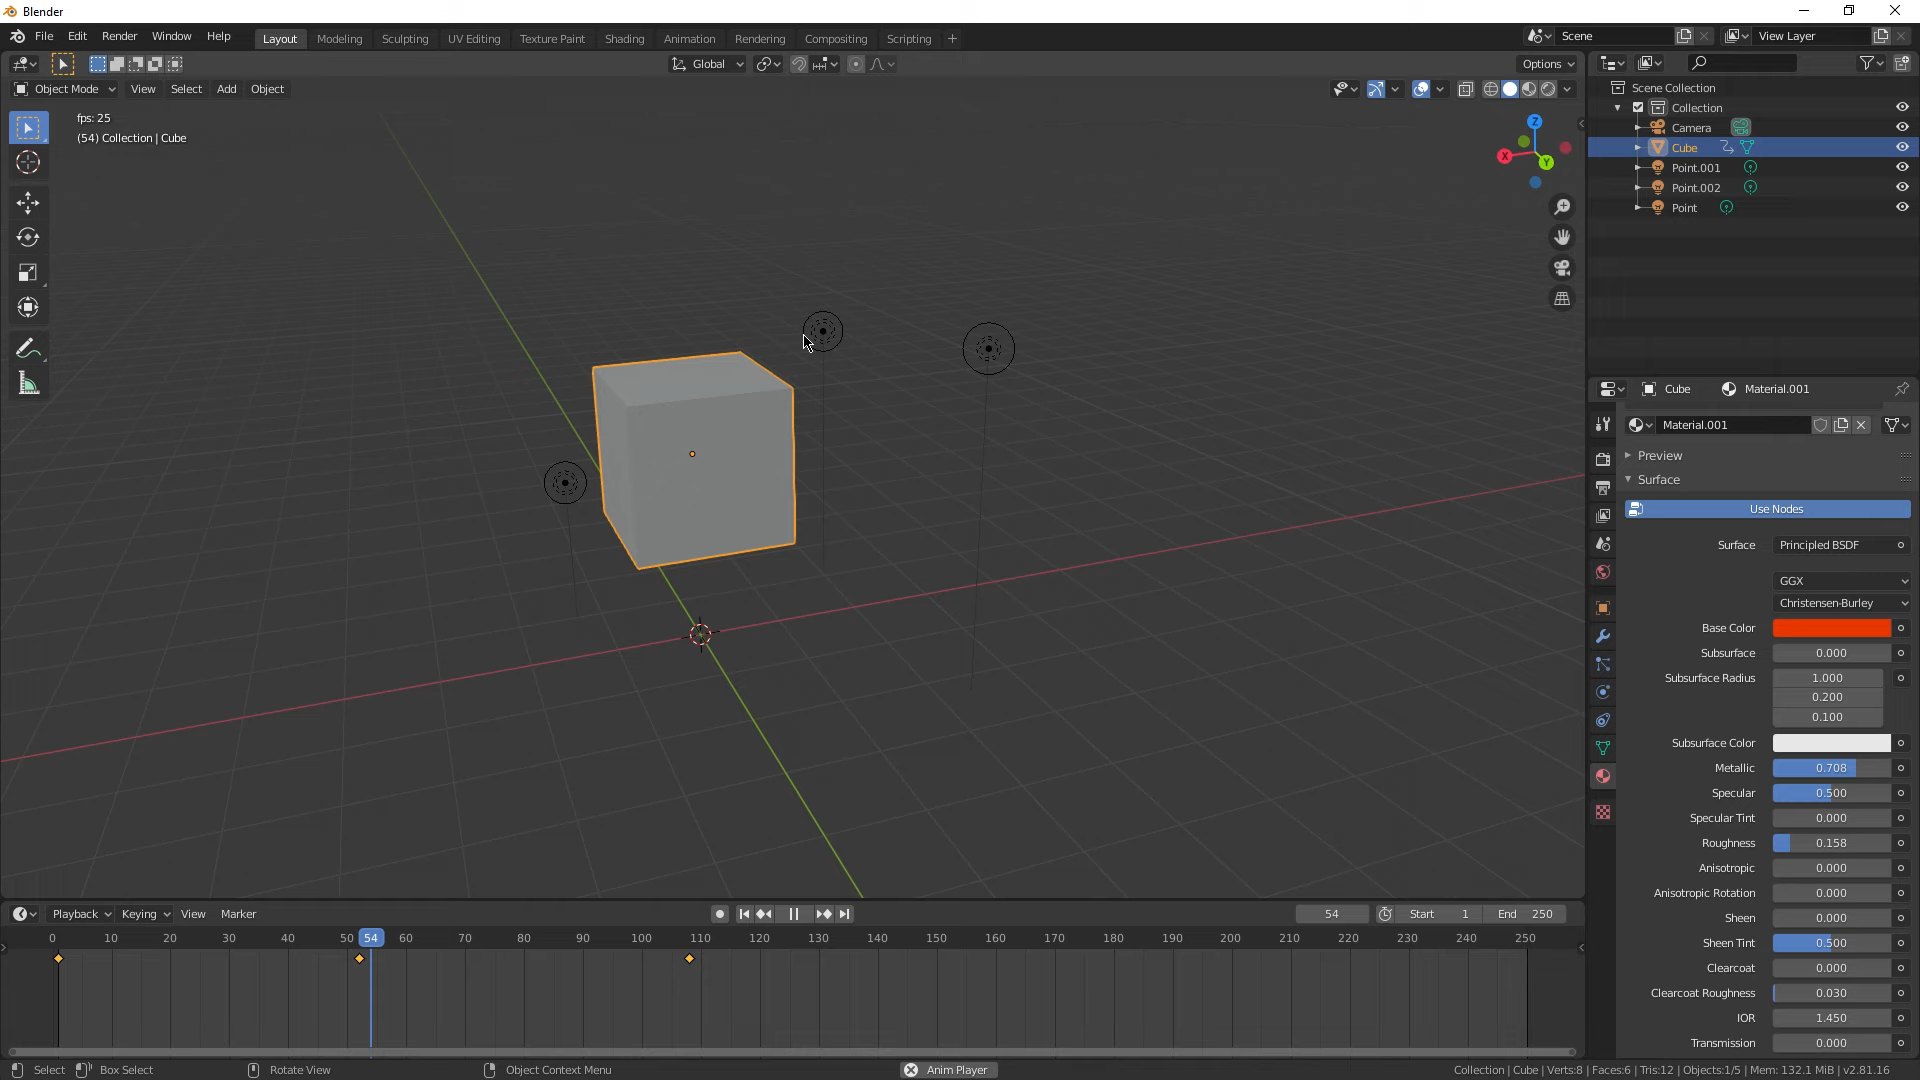 Blender
File Edit Render Window Help
Layout Modeling Sculpting UV Editing Texture Paint Shading Animation Rendering Compositing Scripting +
Scene
View Layer
Global
Options
Object Mode View Select Add Object
fps: 25
(54) Collection | Cube
Z
X
Y
Scene Collection
Collection
Camera
Cube
Point.001
Point.002
Point
Cube Material.001
Material.001
Preview
Surface
Use Nodes
Surface Principled BSDF
GGX
Christensen-Burley
Base Color
Subsurface 0.000
Subsurface Radius 1.000
0.200
0.100
Subsurface Color
Metallic 0.708
Specular 0.500
Specular Tint 0.000
Roughness 0.158
Anisotropic 0.000
Anisotropic Rotation 0.000
Sheen 0.000
Sheen Tint 0.500
Clearcoat 0.000
Clearcoat Roughness 0.030
IOR 1.450
Transmission 0.000
Playback Keying View Marker
54 Start 1 End 250
0 10 20 30 40 50 54 60 70 80 90 100 110 120 130 140 150 160 170 180 190 200 210 220 230 240 250
Select Box Select Rotate View Object Context Menu Anim Player Collection | Cube | Verts:8 | Faces:6 | Tris:12 | Objects:1/5 | Mem: 132.1 MiB | v2.81.16